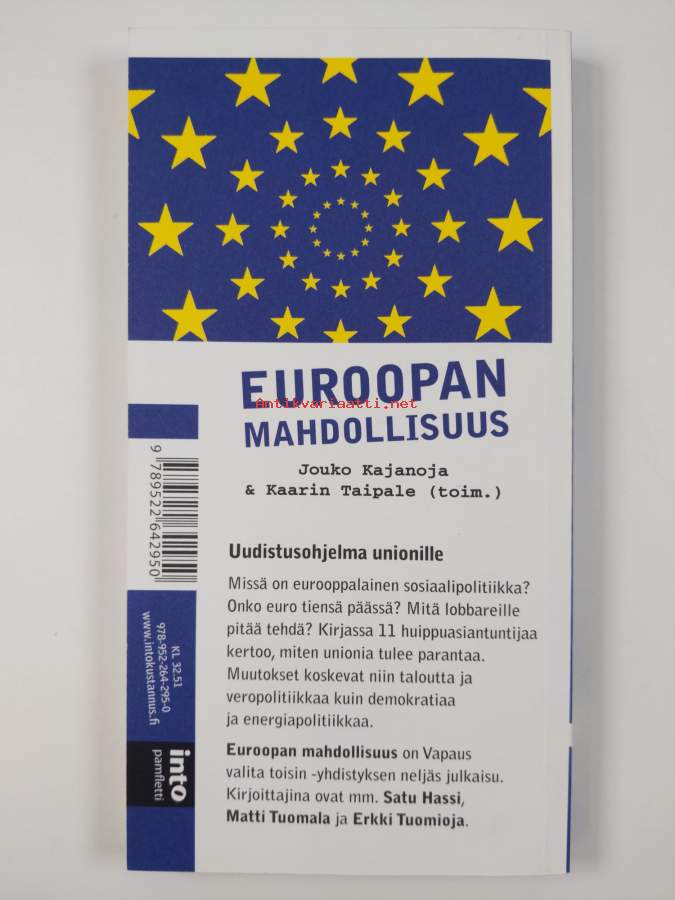 EUROOPAN
Antikvariaatti.net
MAHDOLLISUUS
Jouko Kajanoja
& Kaarin Taipale (toim.)
Uudistusohjelma unionille
Missä on eurooppalainen sosiaalipolitiikka?
Onko euro tiensä päässä? Mitä lobbareille
pitää tehdä? Kirjassa 11 huippuasiantuntijaa
kertoo, miten unionia tulee parantaa.
Muutokset koskevat niin taloutta ja
veropolitiikkaa kuin demokratiaa
ja energiapolitiikkaa.
Euroopan mahdollisuus on Vapaus
valita toisin -yhdistyksen neljäs julkaisu.
Kirjoittajina ovat mm. Satu Hassi,
Matti Tuomala ja Erkki Tuomioja.
9 789522 642950
KL 32.51
978-952-264-295-0
www.intokustannus.fi
into
pamfletti